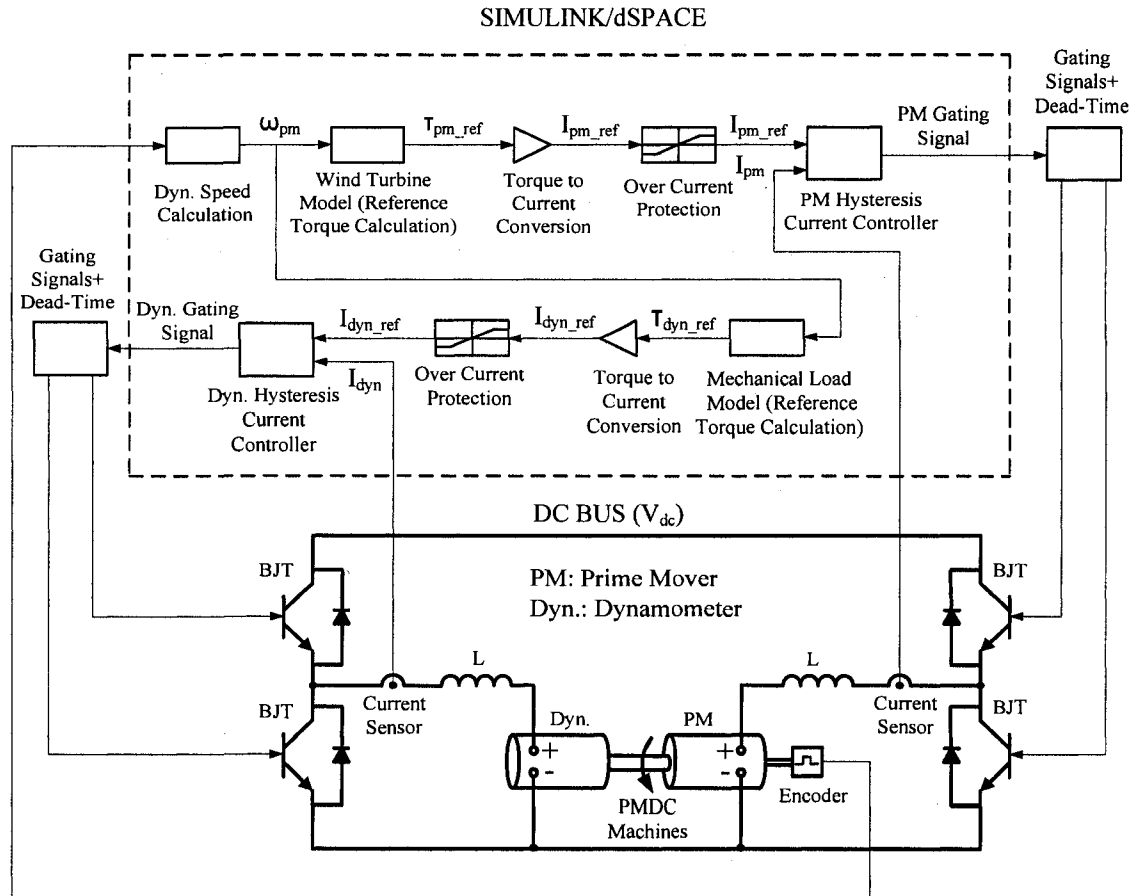 SIMULINK/dSPACE
Gating
Signals+
Dead-Time
ωpm
τpm_ref
Ipm_ref
Ipm_ref
Ipm
PM Gating
Signal
Dyn. Speed
Calculation
Wind Turbine
Model (Reference
Torque Calculation)
Torque to
Current
Conversion
Over Current
Protection
PM Hysteresis
Current Controller
Gating
Signals+
Dead-Time
Dyn. Gating
Signal
Idyn_ref
Idyn
Idyn_ref
τdyn_ref
Dyn. Hysteresis
Current
Controller
Over Current
Protection
Torque to
Current
Conversion
Mechanical Load
Model (Reference
Torque Calculation)
DC BUS (Vdc)
BJT
PM: Prime Mover
Dyn.: Dynamometer
BJT
L
L
Current
Sensor
Current
Sensor
BJT
BJT
Dyn.
PM
+
-
+
-
PMDC
Machines
Encoder